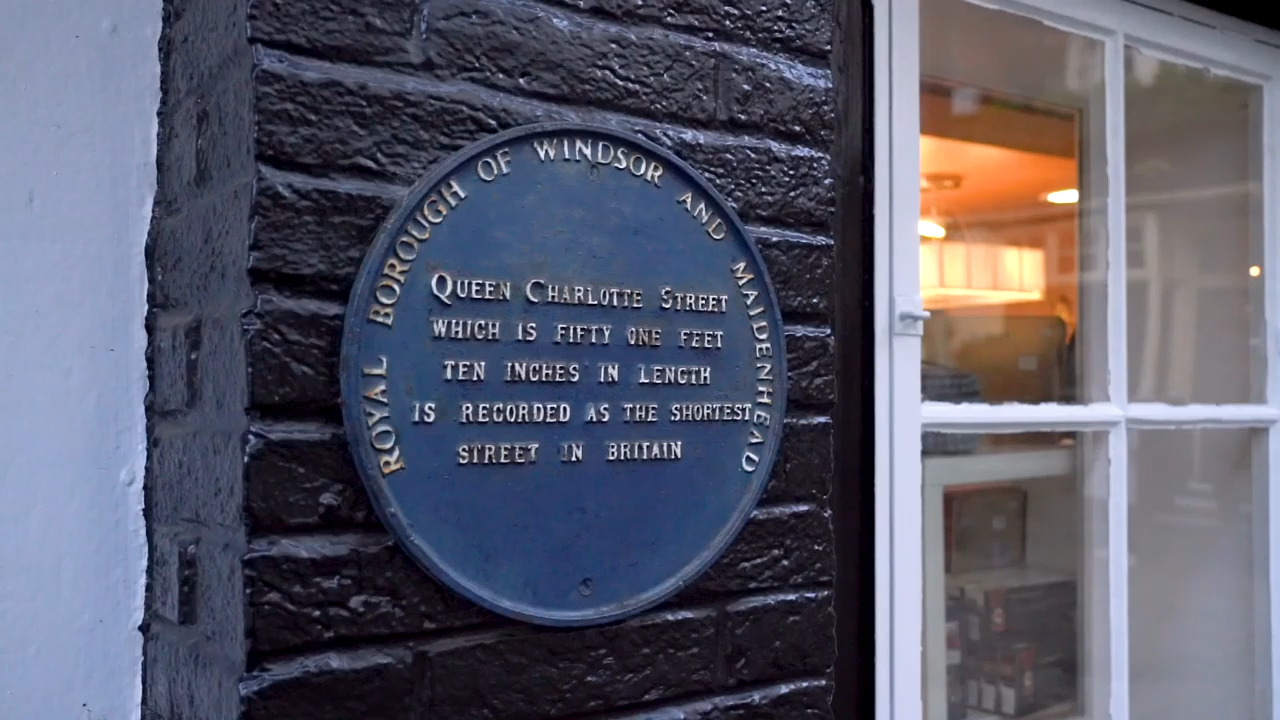 ROYAL BOROUGH OF WINDSOR AND MAIDENHEAD
QUEEN CHARLOTTE STREET
WHICH IS FIFTY ONE FEET
TEN INCHES IN LENGTH
IS RECORDED AS THE SHORTEST
STREET IN BRITAIN